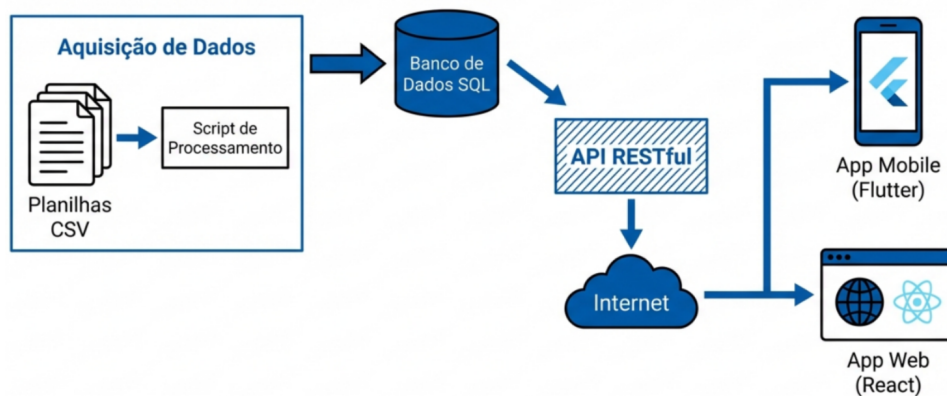 Aquisição de Dados
Planilhas
CSV
Script de
Processamento
Banco de
Dados SQL
API RESTful
Internet
App Mobile
(Flutter)
App Web
(React)